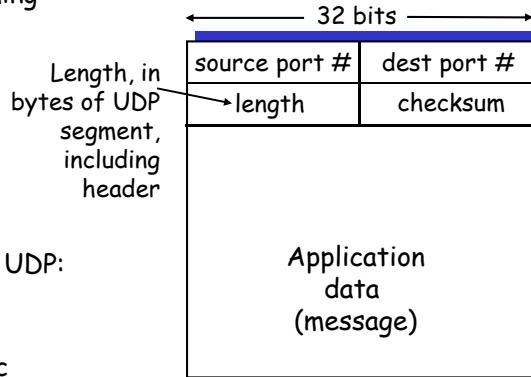 32 bits
source port #
dest port #
Length, in
bytes of UDP
segment,
including
header
length
checksum
UDP:
Application
data
(message)